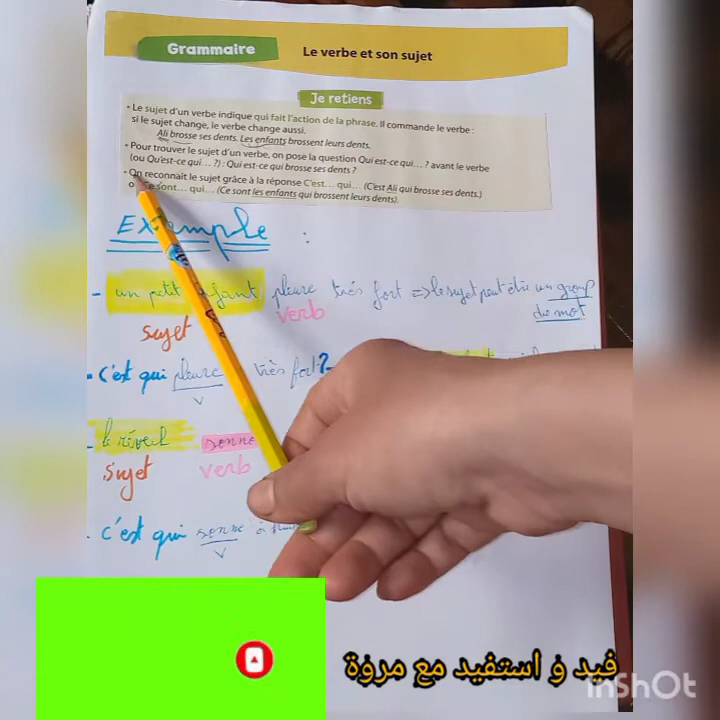 Grammaire
Le verbe et son sujet
Je retiens
• Le sujet d'un verbe indique qui fait l'action de la phrase. Il commande le verbe :
si le sujet change, le verbe change aussi.
Ali brosse ses dents. Les enfants brossent leurs dents.
• Pour trouver le sujet d'un verbe, on pose la question Qui est-ce qui... ? avant le verbe
(ou Qu'est-ce qui... ?) : Qui est-ce qui brosse ses dents ?
• On reconnaît le sujet grâce à la réponse C'est... qui... (C'est Ali qui brosse ses dents.)
sont... qui... (Ce sont les enfants qui brossent leurs dents).
Exemple :
- un petit enfant pleure très fort => le sujet peut être un group
du mot
sujet verb
- c'est qui pleure très fort ?
v
- le réveil sonne
sujet verb
- c'est qui sonne à
v
فيد و استفيد مع مروة
InShOt